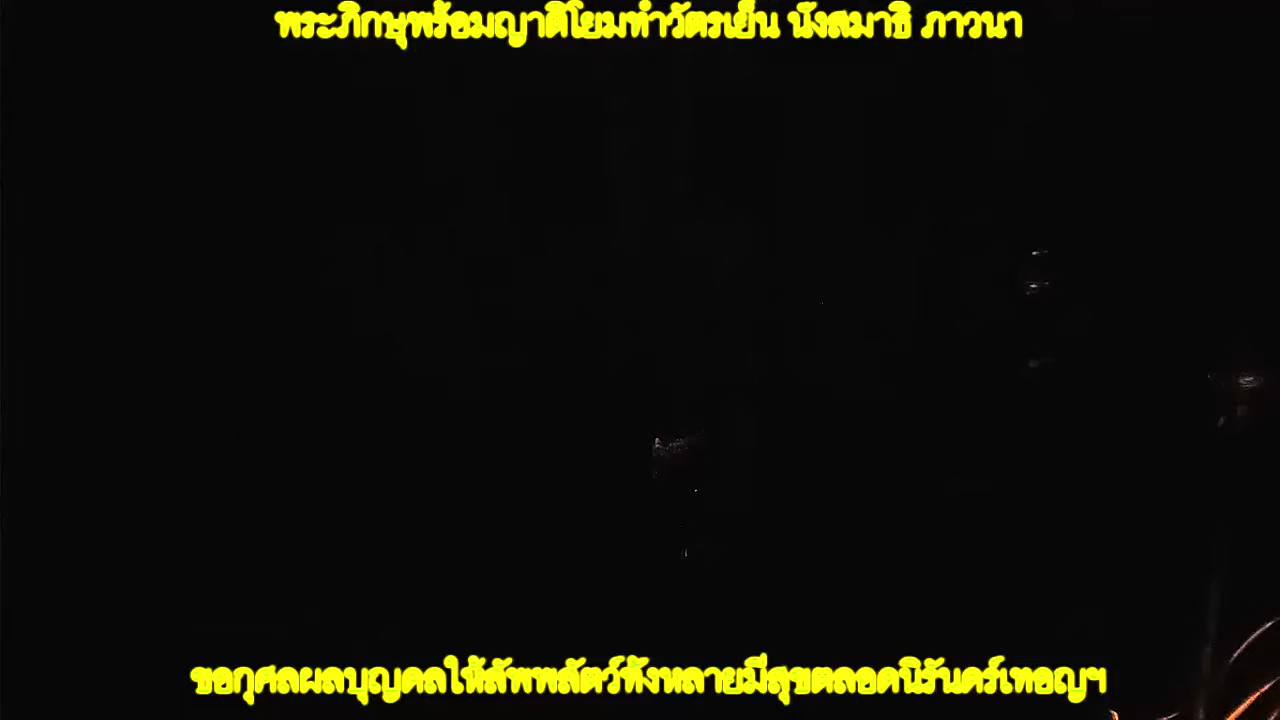 พระภิกษุพร้อมญาติโยมทำวัตรเย็น นั่งสมาธิ ภาวนา
ขอกุศลผลบุญดลให้สัพพสัตว์ทั้งหลายมีสุขตลอดนิรันดร์เทอญฯ